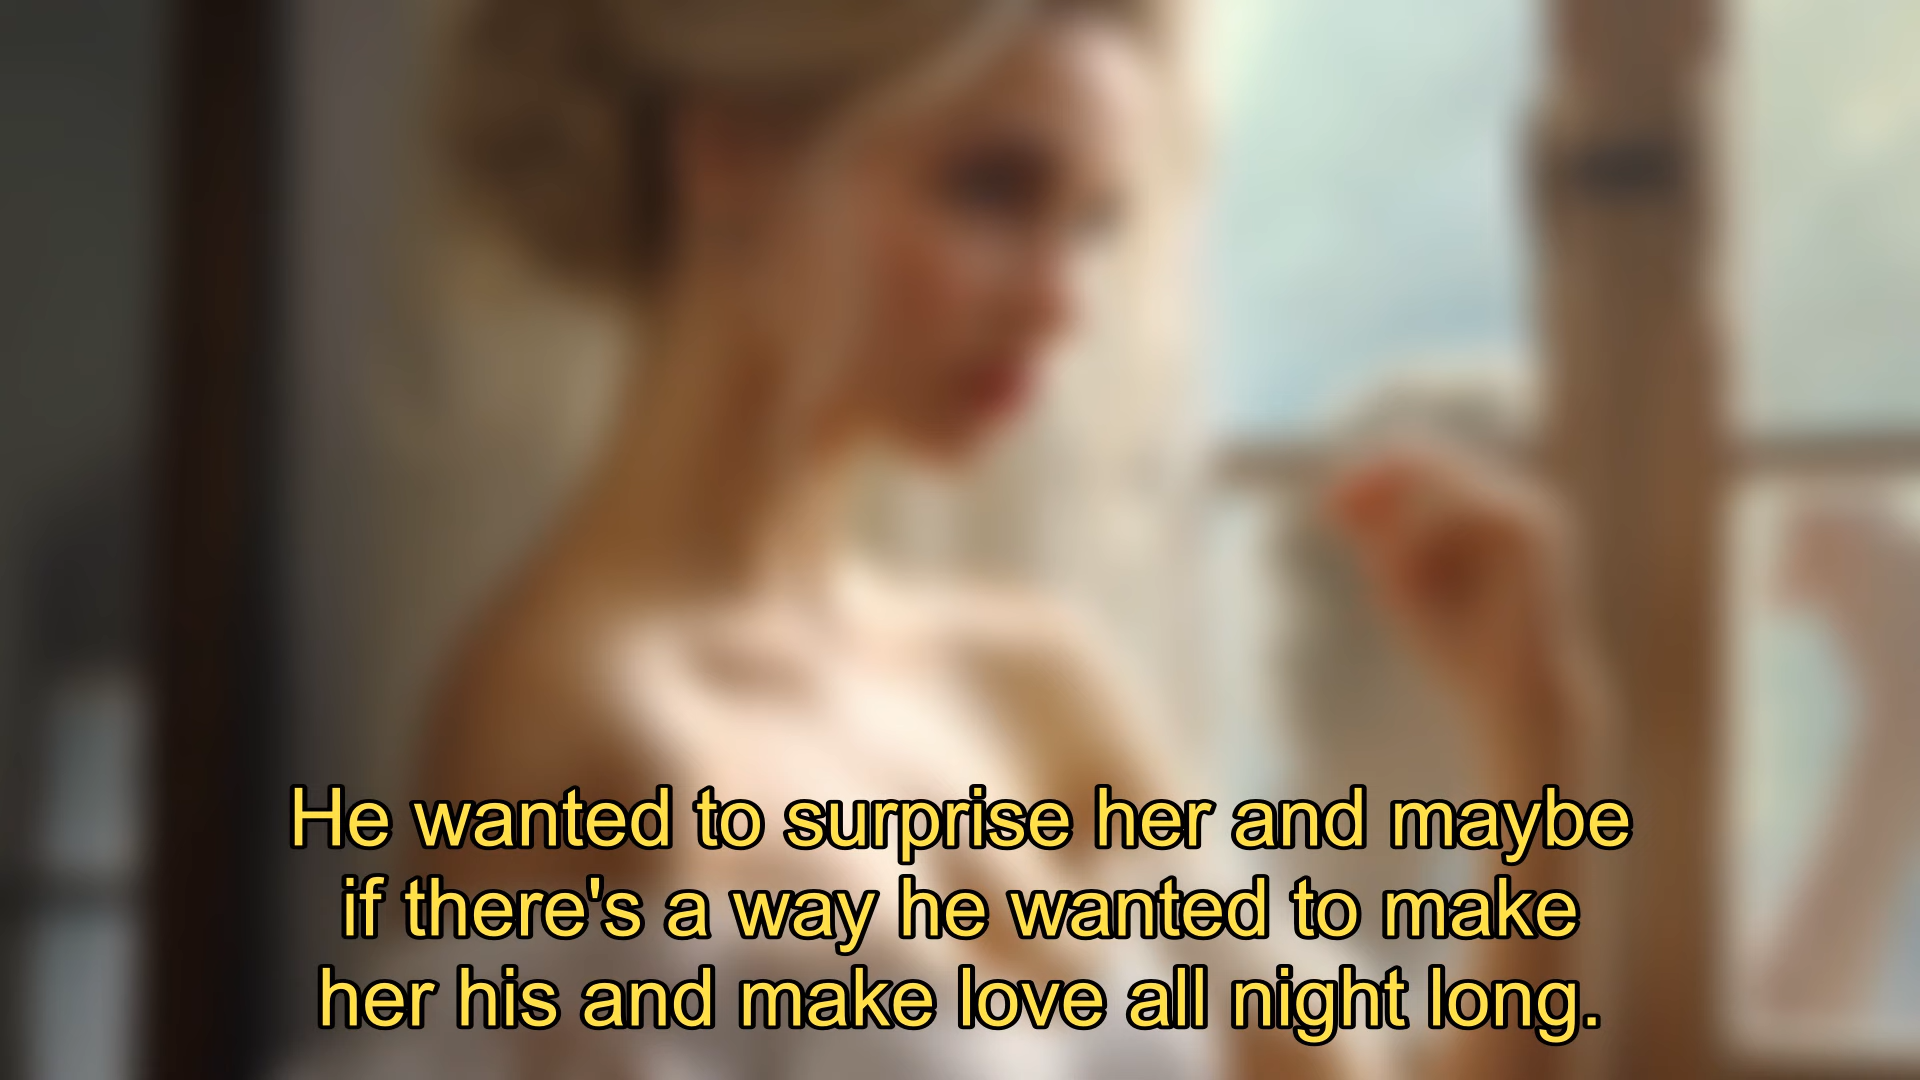 He wanted to surprise her and maybe
if there's a way he wanted to make
her his and make love all night long.